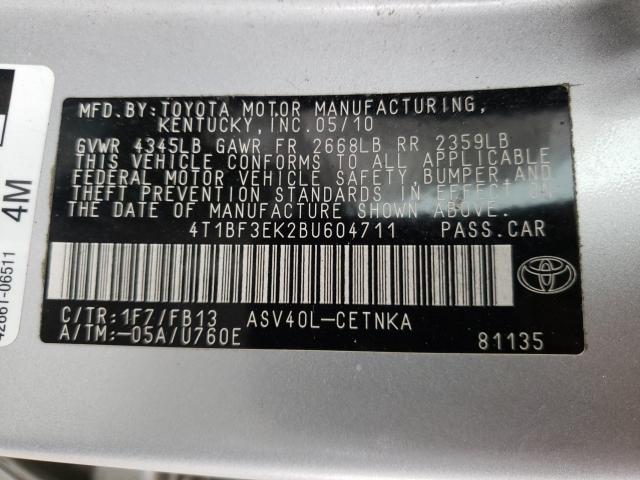 MFD.BY:TOYOTA MOTOR MANUFACTURING,
KENTUCKY, INC. 05/10
GVWR 4345LB GAWR FR 2668LB RR 2359LB
THIS VEHICLE CONFORMS TO ALL APPLICABLE
FEDERAL MOTOR VEHICLE SAFETY, BUMPER, AND
THEFT PREVENTION STANDARDS IN EFFECT ON
THE DATE OF MANUFACTURE SHOWN ABOVE.
4T1BF3EK2BU604711 PASS.CAR
C/TR:1F7/FB13 ASV40L-CETNKA
A/TM:-05A/U760E 81135
4M
42661-06511